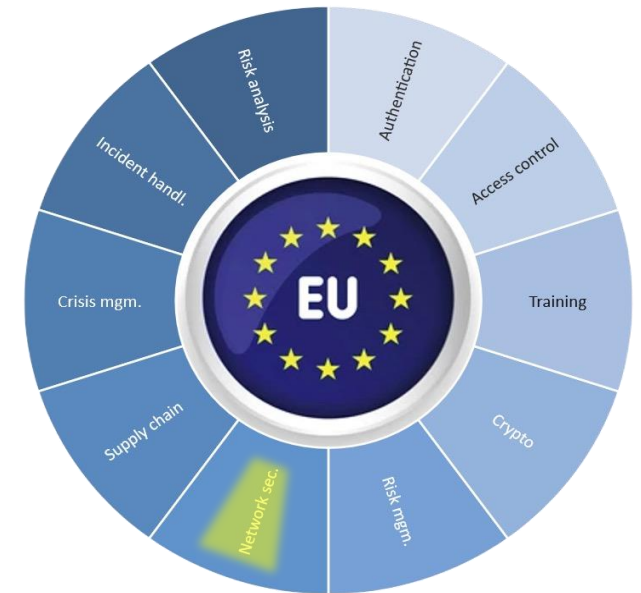 Authentication
Access control
Training
Crypto
Risk mgm.
Network sec.
Supply chain
Crisis mgm.
Incident handl.
Risk analysis
EU